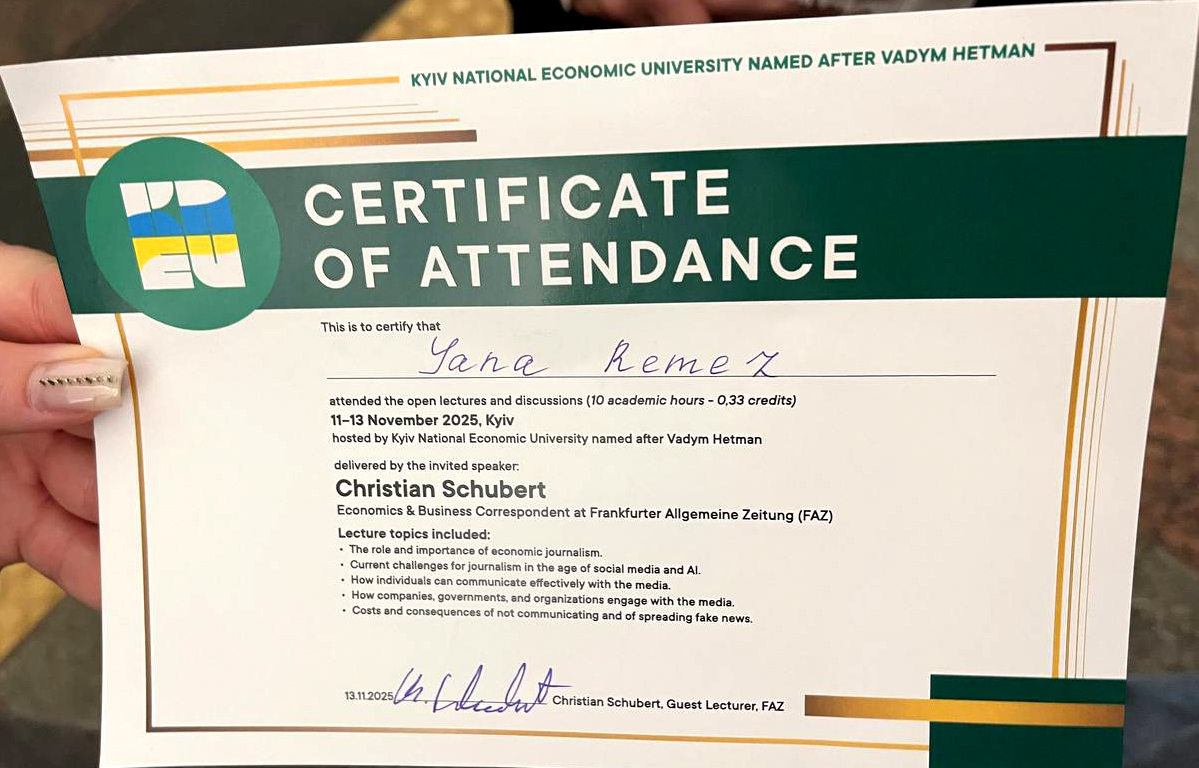 KYIV NATIONAL ECONOMIC UNIVERSITY NAMED AFTER VADYM HETMAN
KNEU
CERTIFICATE
OF ATTENDANCE
This is to certify that
Yana Remez
attended the open lectures and discussions (10 academic hours - 0,33 credits)
11–13 November 2025, Kyiv
hosted by Kyiv National Economic University named after Vadym Hetman
delivered by the invited speaker:
Christian Schubert
Economics & Business Correspondent at Frankfurter Allgemeine Zeitung (FAZ)
Lecture topics included:
• The role and importance of economic journalism.
• Current challenges for journalism in the age of social media and AI.
• How individuals can communicate effectively with the media.
• How companies, governments, and organizations engage with the media.
• Costs and consequences of not communicating and of spreading fake news.
13.11.2025 Ch. Schubert Christian Schubert, Guest Lecturer, FAZ